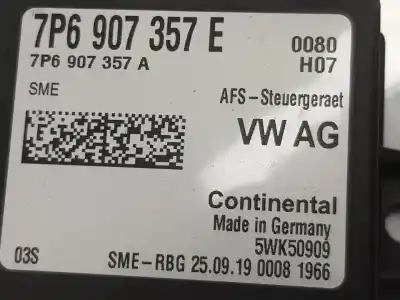 7P6 907 357 E
0080
7P6 907 357 A
H07
SME
AFS-Steuergeraet
VW AG
Continental
Made in Germany
5WK50909
03S
SME-RBG 25.09.19 0008 1966